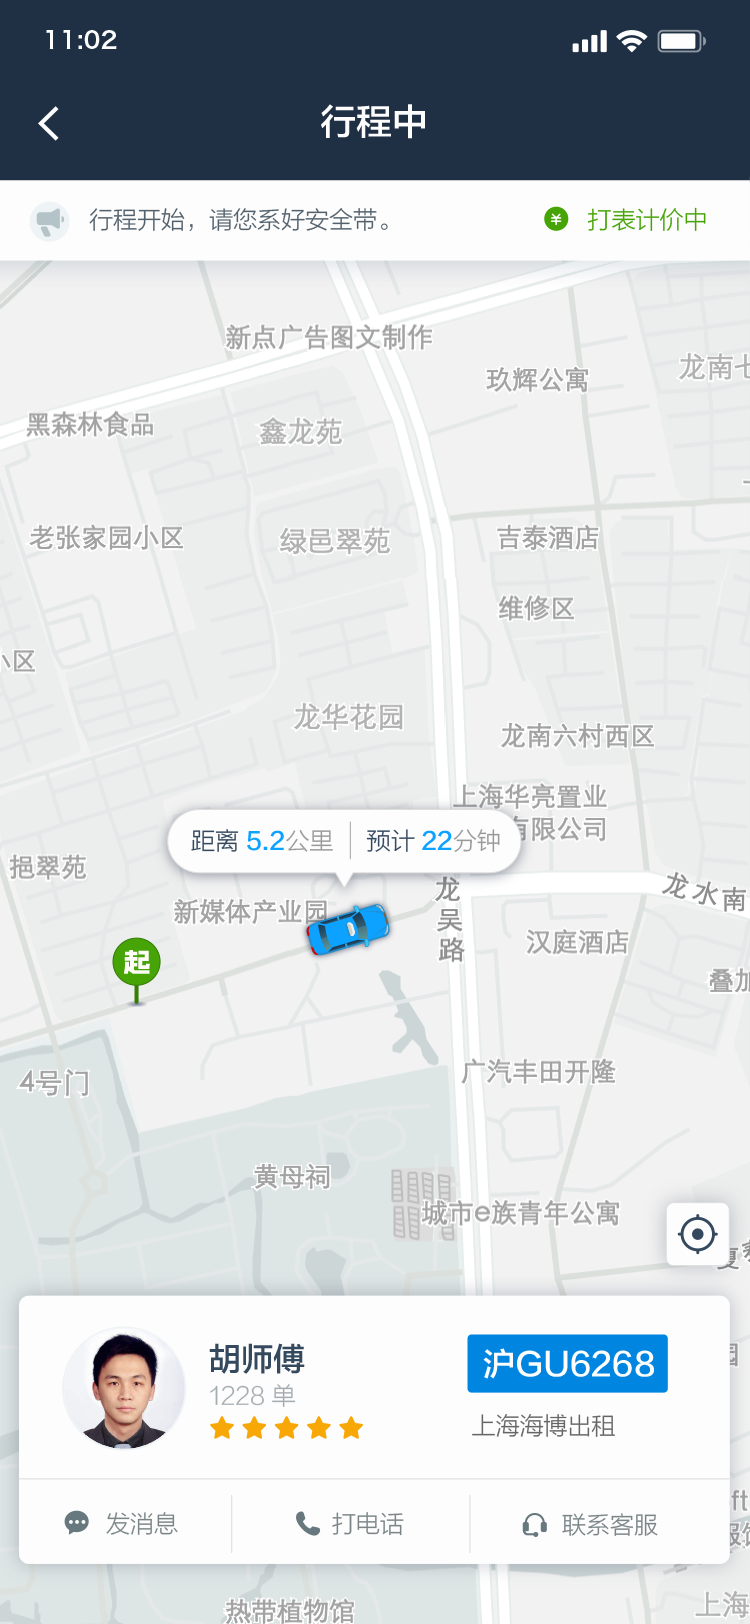 11:02
行程中
行程开始，请您系好安全带。
¥ 打表计价中
新点广告图文制作
龙南七
玖辉公寓
黑森林食品
鑫龙苑
老张家园小区
绿邑翠苑
吉泰酒店
维修区
小区
龙华花园
龙南六村西区
上海华亮置业
有限公司
距离 5.2公里
预计 22分钟
挹翠苑
龙吴路
龙水南
新媒体产业园
汉庭酒店
起
叠加
4号门
广汽丰田开隆
黄母祠
城市e族青年公寓
胡师傅
沪GU6268
1228 单
上海海博出租
发消息
打电话
联系客服
热带植物馆
上海